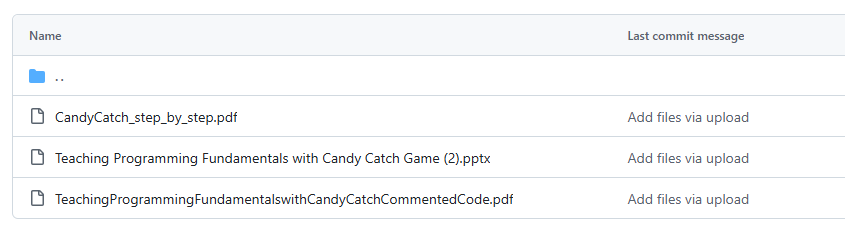 Name Last commit message
..
CandyCatch_step_by_step.pdf Add files via upload
Teaching Programming Fundamentals with Candy Catch Game (2).pptx Add files via upload
TeachingProgrammingFundamentalswithCandyCatchCommentedCode.pdf Add files via upload